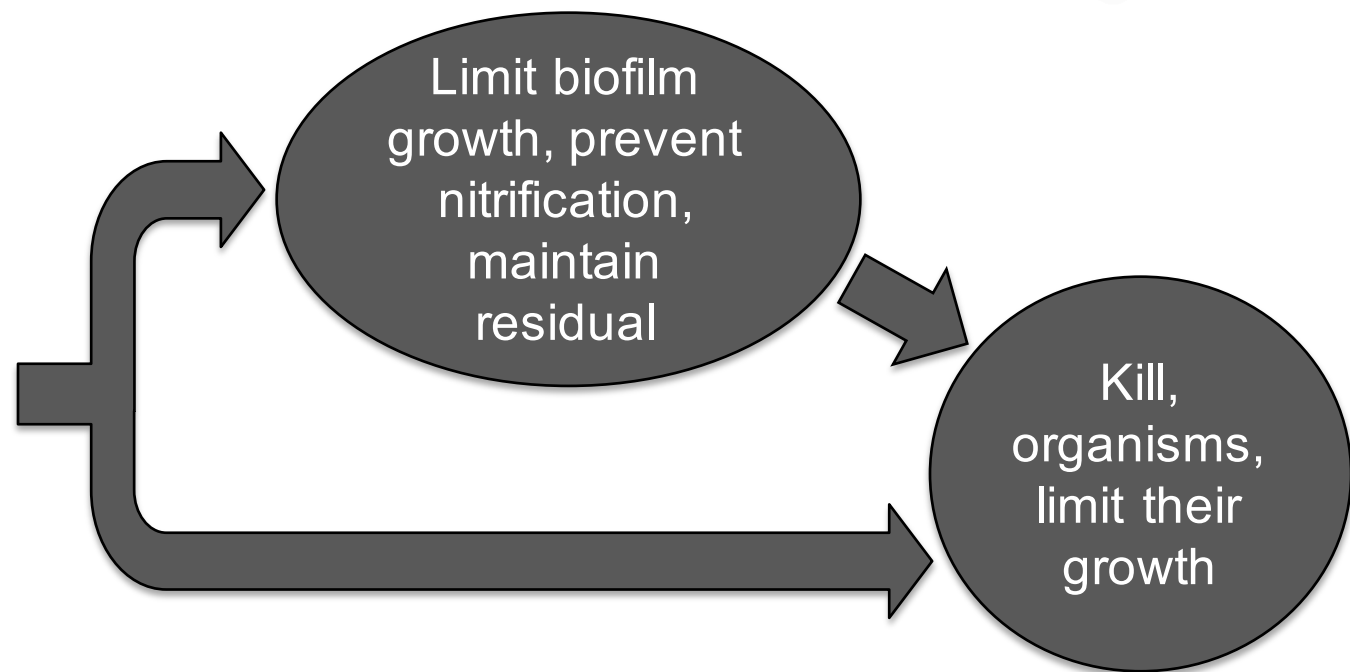 Limit biofilm
growth, prevent
nitrification,
maintain
residual
Kill,
organisms,
limit their
growth